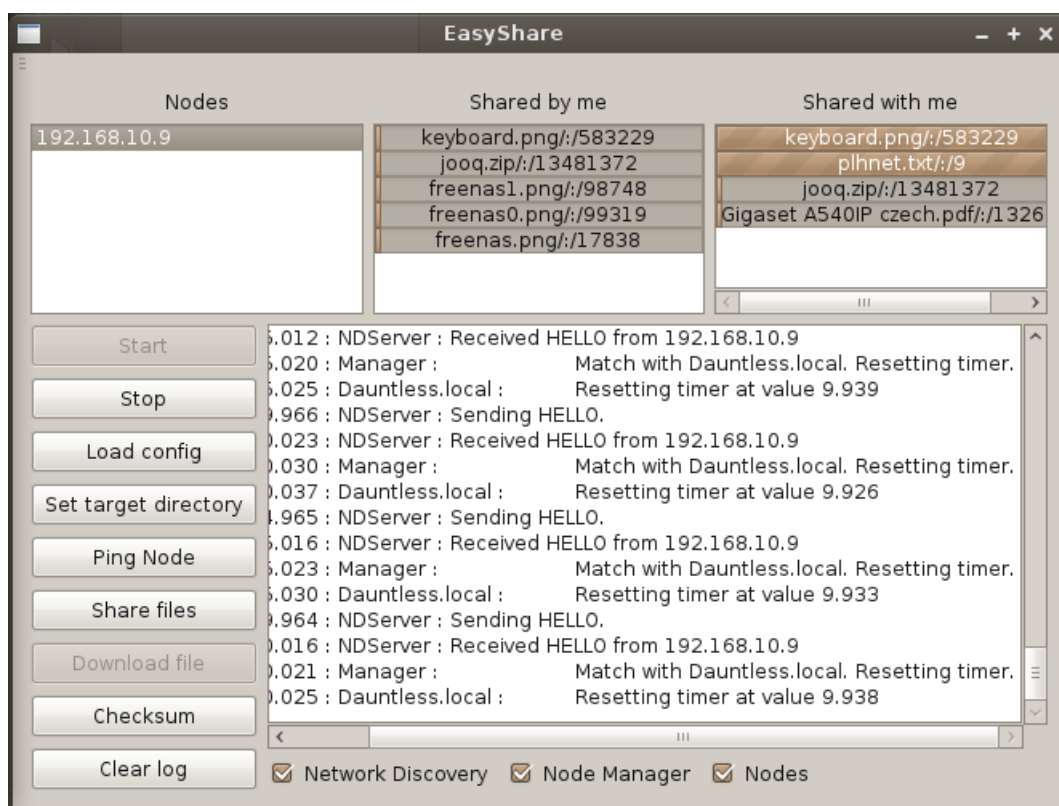 EasyShare
Nodes
Shared by me
Shared with me
192.168.10.9
keyboard.png/:/583229
jooq.zip/:/13481372
freenas1.png/:/98748
freenas0.png/:/99319
freenas.png/:/17838
keyboard.png/:/583229
plhnet.txt/:/9
jooq.zip/:/13481372
Gigaset A540IP czech.pdf/:/1326
Start
Stop
Load config
Set target directory
Ping Node
Share files
Download file
Checksum
Clear log
.012 : NDServer : Received HELLO from 192.168.10.9
.020 : Manager : Match with Dauntless.local. Resetting timer.
.025 : Dauntless.local : Resetting timer at value 9.939
.966 : NDServer : Sending HELLO.
.023 : NDServer : Received HELLO from 192.168.10.9
.030 : Manager : Match with Dauntless.local. Resetting timer.
.037 : Dauntless.local : Resetting timer at value 9.926
.965 : NDServer : Sending HELLO.
.016 : NDServer : Received HELLO from 192.168.10.9
.023 : Manager : Match with Dauntless.local. Resetting timer.
.030 : Dauntless.local : Resetting timer at value 9.933
.964 : NDServer : Sending HELLO.
.016 : NDServer : Received HELLO from 192.168.10.9
.021 : Manager : Match with Dauntless.local. Resetting timer.
.025 : Dauntless.local : Resetting timer at value 9.938
Network Discovery
Node Manager
Nodes